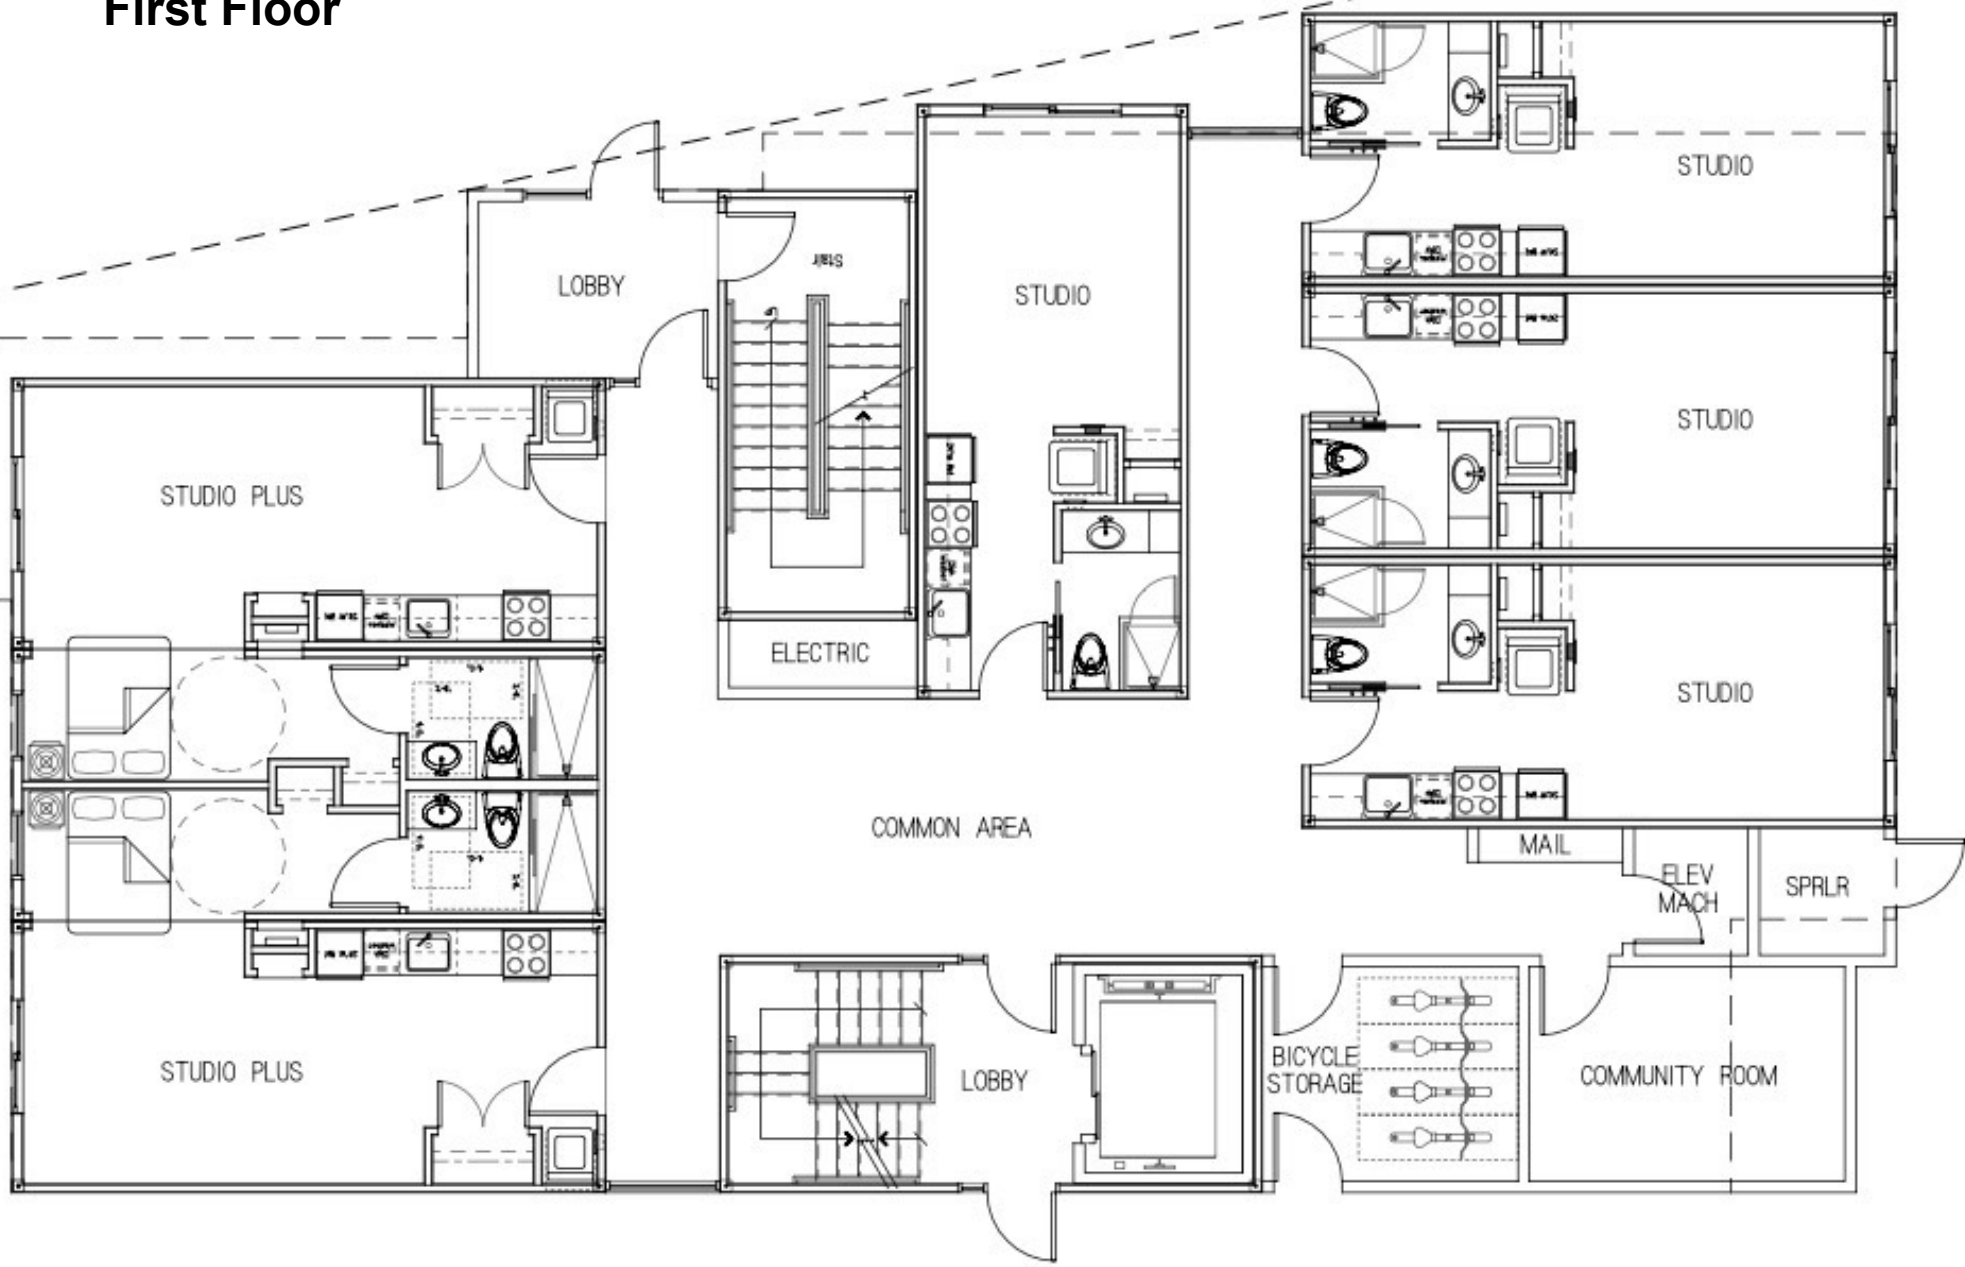 First Floor
STUDIO
LOBBY
Stair
STUDIO
STUDIO
STUDIO PLUS
ELECTRIC
STUDIO
COMMON AREA
MAIL
ELEV
MACH
SPRLR
STUDIO PLUS
LOBBY
BICYCLE
STORAGE
COMMUNITY ROOM